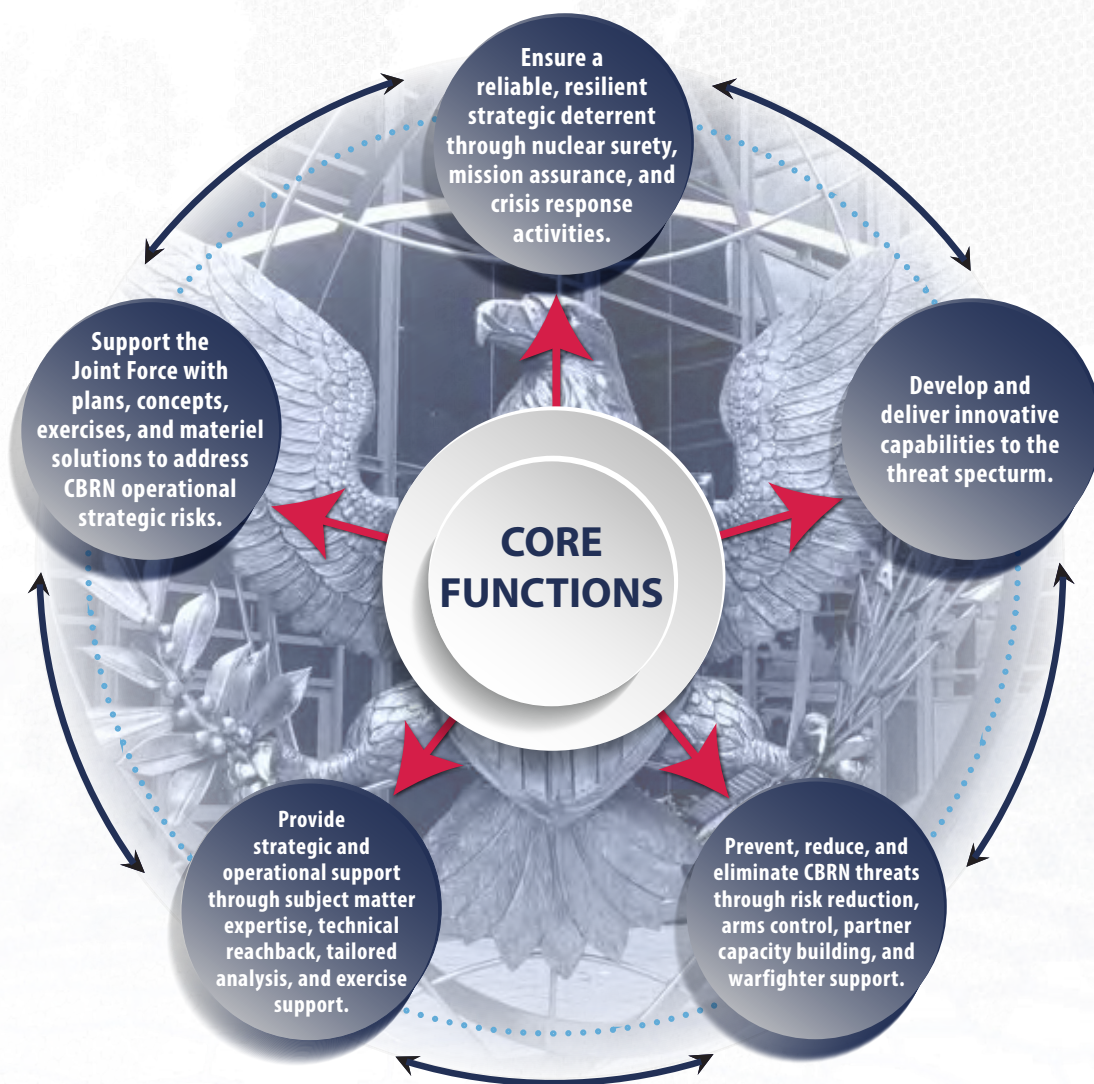 Ensure a
reliable, resilient
strategic deterrent
through nuclear surety,
mission assurance, and
crisis response
activities.
Support the
Joint Force with
plans, concepts,
exercises, and materiel
solutions to address
CBRN operational
strategic risks.
Develop and
deliver innovative
capabilities to the
threat specturm.
CORE
FUNCTIONS
Provide
strategic and
operational support
through subject matter
expertise, technical
reachback, tailored
analysis, and exercise
support.
Prevent, reduce, and
eliminate CBRN threats
through risk reduction,
arms control, partner
capacity building, and
warfighter support.